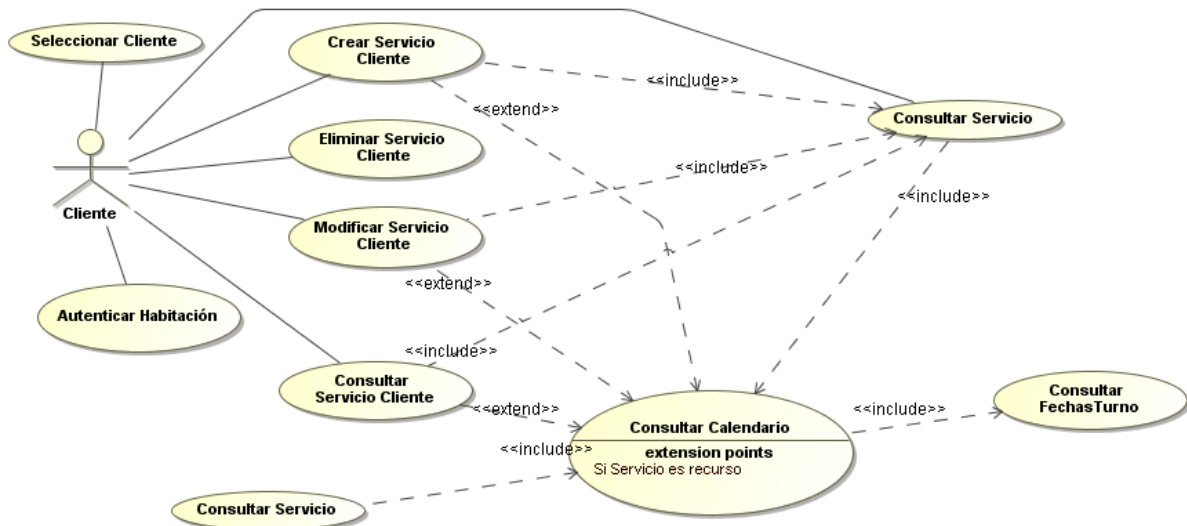 Seleccionar Cliente
Crear Servicio
Cliente
<<include>>
<<extend>>
Consultar Servicio
Eliminar Servicio
Cliente
<<include>>
Cliente
Modificar Servicio
Cliente
<<include>>
<<extend>>
Autenticar Habitación
<<include>>
Consultar
Servicio Cliente
<<extend>>
Consultar Calendario
extension points
Si Servicio es recurso
<<include>>
Consultar
FechasTurno
<<include>>
Consultar Servicio